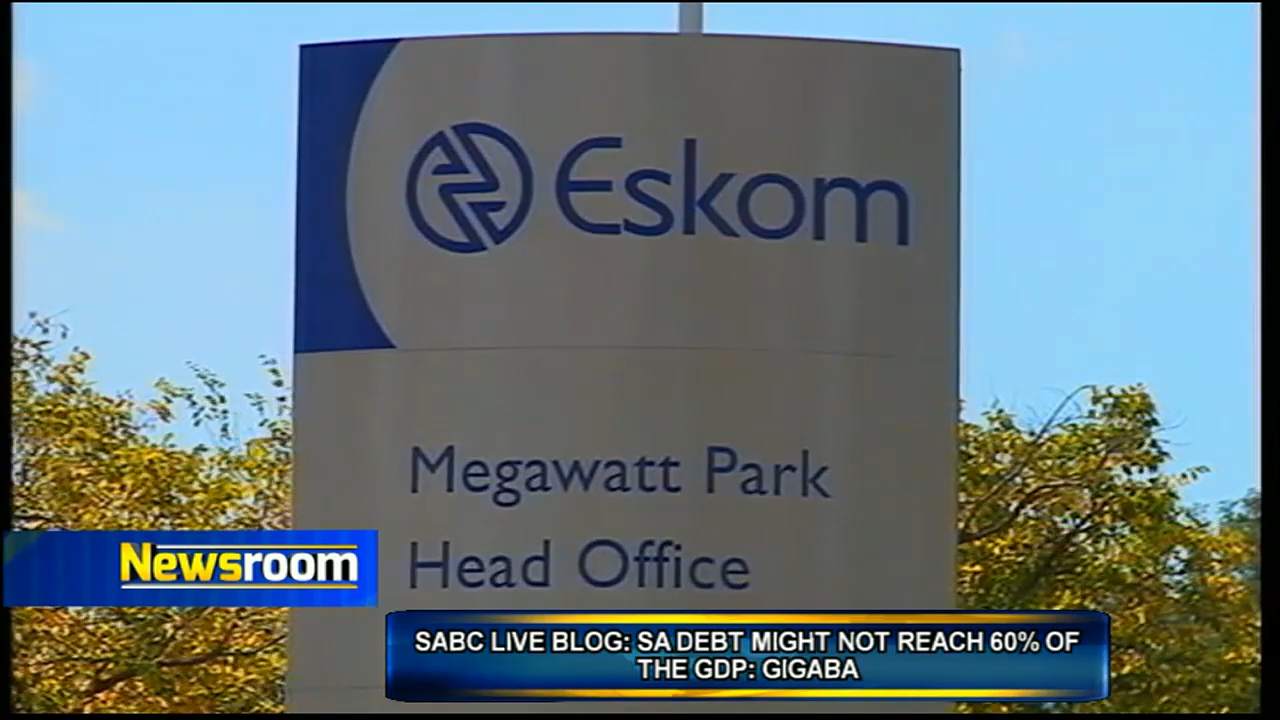 Eskom
Megawatt Park
Head Office
Newsroom
SABC LIVE BLOG: SA DEBT MIGHT NOT REACH 60% OF
THE GDP: GIGABA